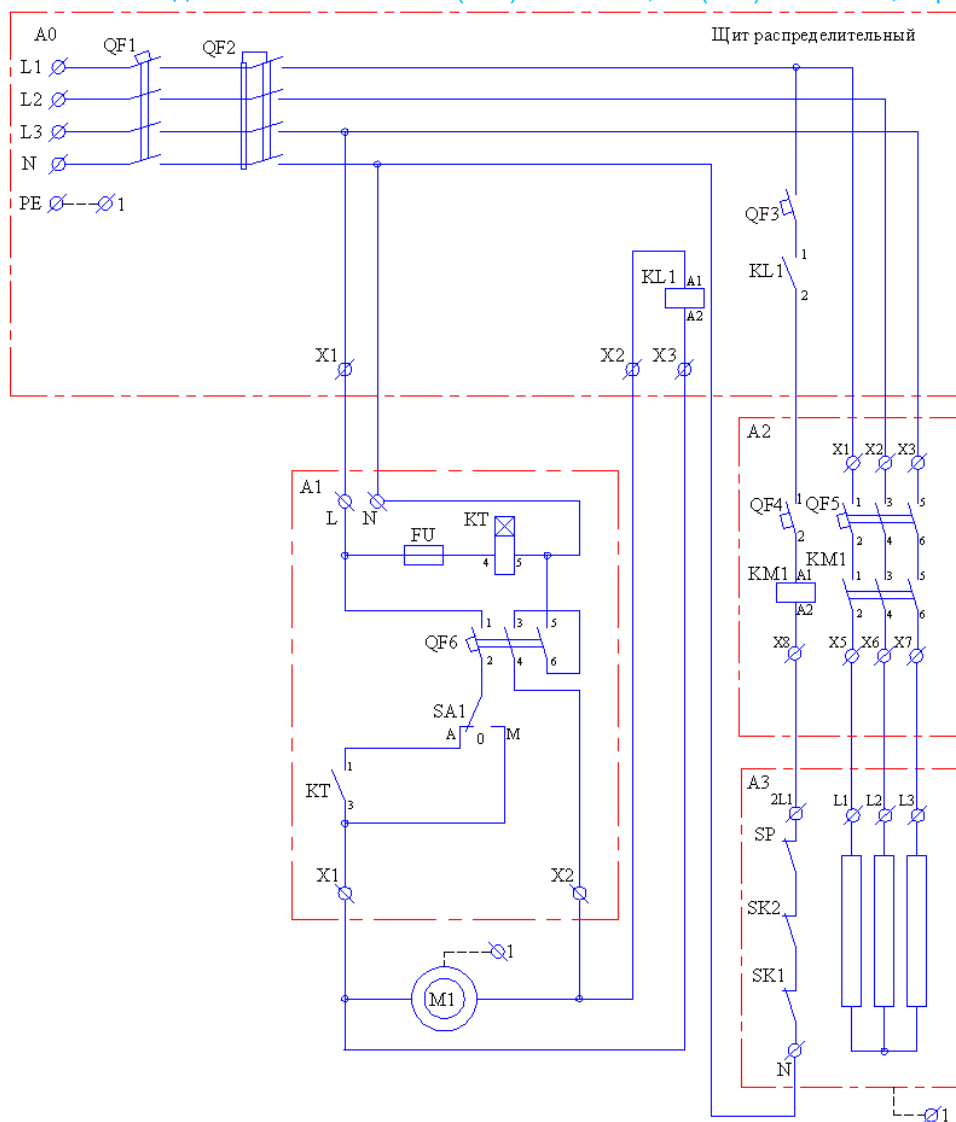 A0
Щит распределительный
QF1
QF2
L1
L2
L3
N
PE
1
QF3
KL1
1
2
KL1
A1
A2
X1
X2
X3
A2
X1
X2
X3
QF4
1
2
QF5
1
3
5
2
4
6
KM1
A1
A2
KM1
1
3
5
2
4
6
X8
X5
X6
X7
A1
L
N
FU
KT
4
5
QF6
1
3
5
2
4
6
SA1
A
0
M
KT
1
3
X1
X2
M1
1
A3
2L1
L1
L2
L3
SP
SK2
SK1
N
1